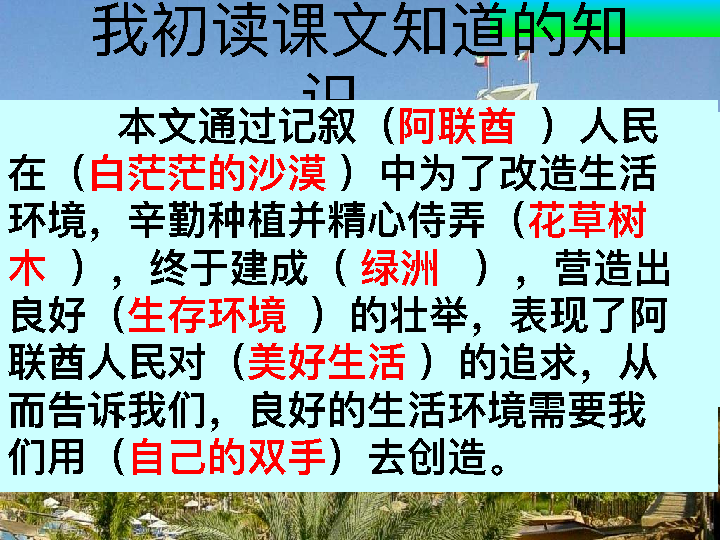 我初读课文知道的知
识
本文通过记叙（阿联酋 ）人民
在（白茫茫的沙漠 ）中为了改造生活
环境，辛勤种植并精心侍弄（花草树
木 ），终于建成（ 绿洲 ），营造出
良好（生存环境 ）的壮举，表现了阿
联酋人民对（美好生活 ）的追求，从
而告诉我们，良好的生活环境需要我
们用（自己的双手）去创造。